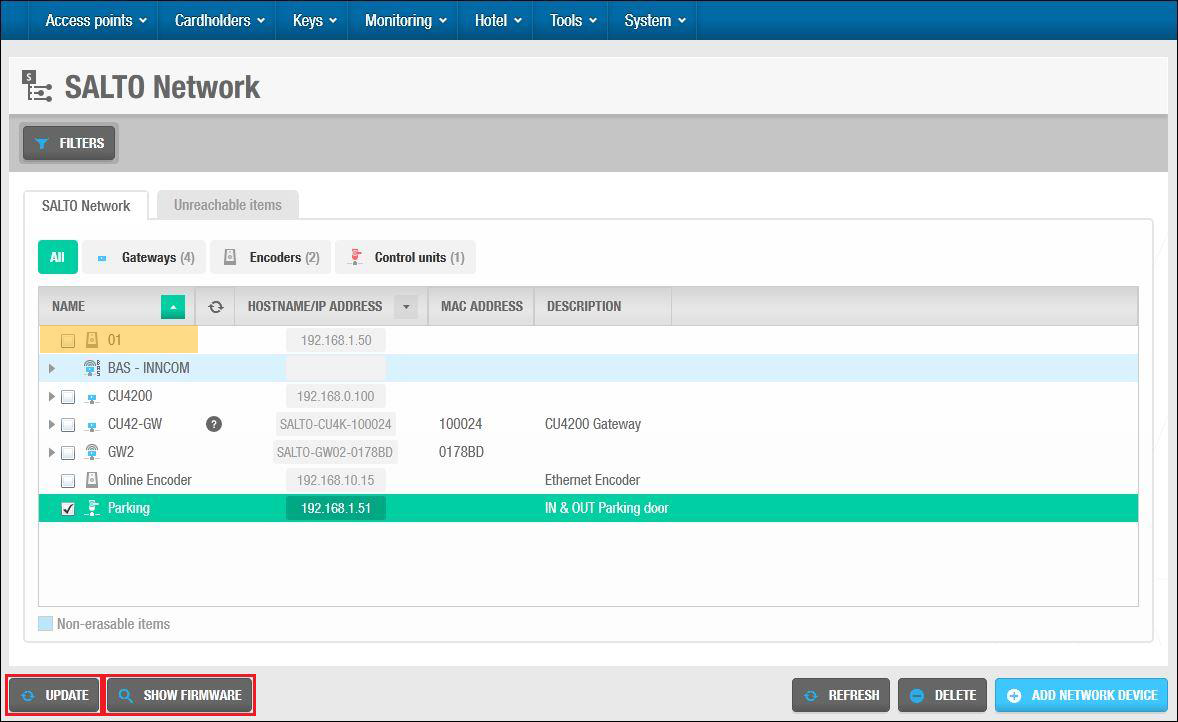 Access points Cardholders Keys Monitoring Hotel Tools System
S SALTO Network
FILTERS
SALTO Network Unreachable items
All Gateways (4) Encoders (2) Control units (1)
NAME HOSTNAME/IP ADDRESS MAC ADDRESS DESCRIPTION
01 192.168.1.50
BAS - INNCOM
CU4200 192.168.0.100
CU42-GW ? SALTO-CU4K-100024 100024 CU4200 Gateway
GW2 SALTO-GW02-0178BD 0178BD
Online Encoder 192.168.10.15 Ethernet Encoder
Parking 192.168.1.51 IN & OUT Parking door
Non-erasable items
UPDATE SHOW FIRMWARE REFRESH DELETE ADD NETWORK DEVICE